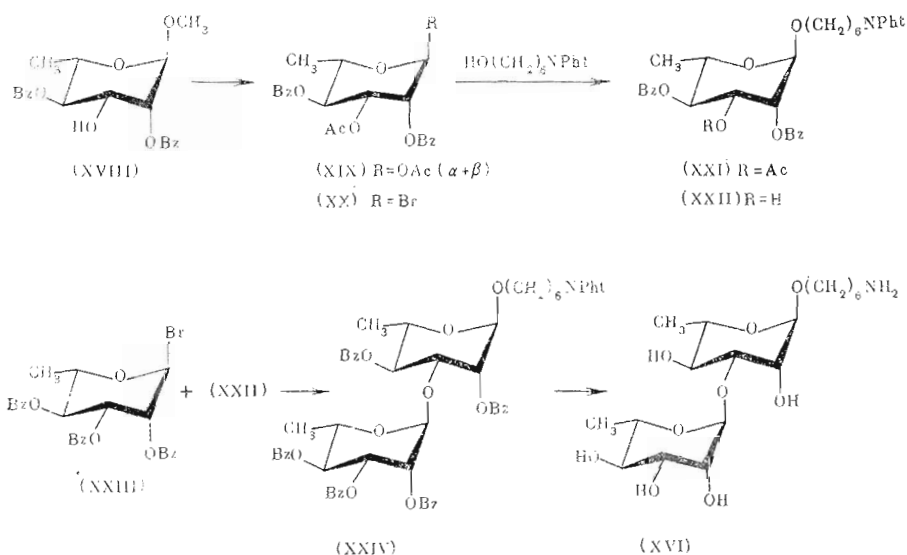 OCH₃
CH₃
O
BzO
HO
OBz
(XVIII)
R
CH₃
O
BzO
AcO
OBz
(XIX) R=OAc (α+β)
(XX) R=Br
HO(CH₂)₆NPht
O(CH₂)₆NPht
CH₃
O
BzO
RO
OBz
(XXI) R=Ac
(XXII) R=H
Br
CH₃
O
BzO
BzO
OBz
(XXIII)
+ (XXII)
O(CH₂)₆NPht
CH₃
O
BzO
O
OBz
CH₃
O
BzO
BzO
OBz
(XXIV)
O(CH₂)₆NH₂
CH₃
O
HO
O
OH
CH₃
O
HO
HO
OH
(XVI)